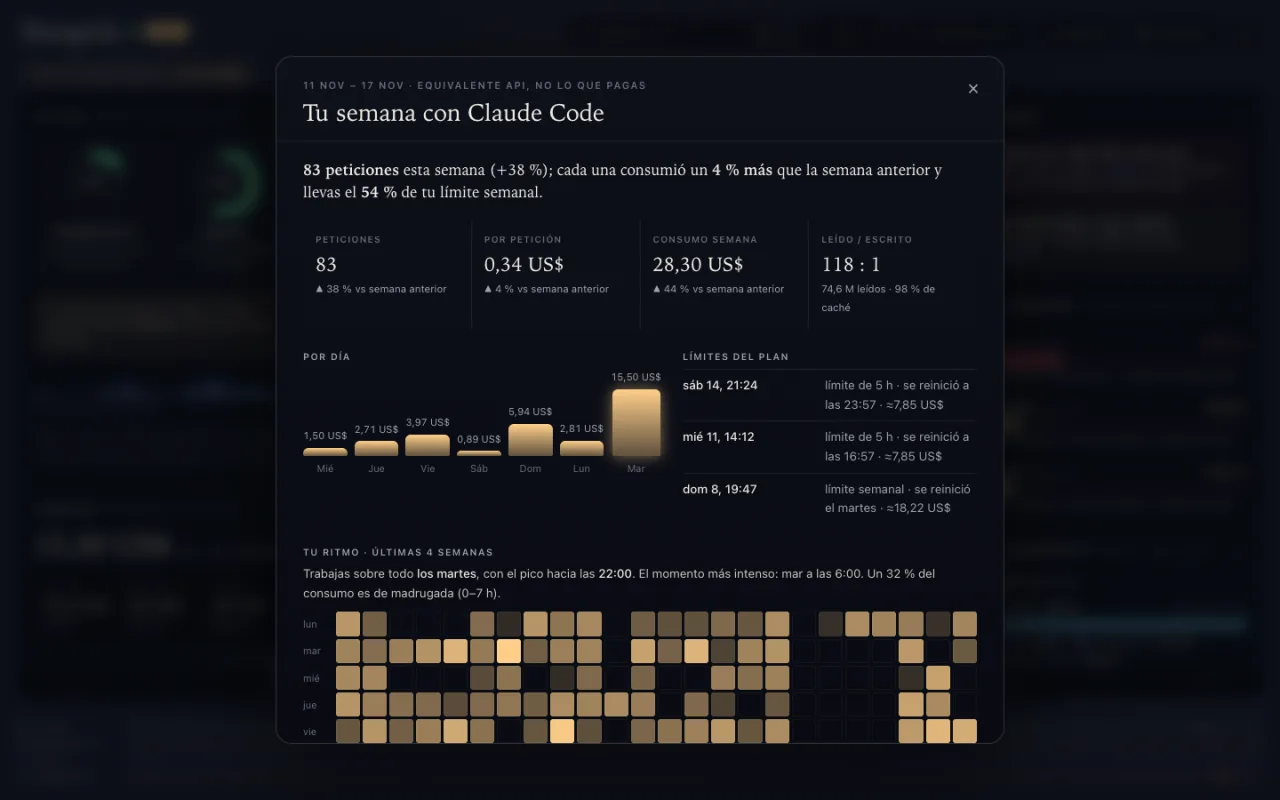 11 NOV – 17 NOV · EQUIVALENTE API, NO LO QUE PAGAS
Tu semana con Claude Code
×
83 peticiones esta semana (+38 %); cada una consumió un 4 % más que la semana anterior y
llevas el 54 % de tu límite semanal.
PETICIONES
83
▲ 38 % vs semana anterior
POR PETICIÓN
0,34 US$
▲ 4 % vs semana anterior
CONSUMO SEMANA
28,30 US$
▲ 44 % vs semana anterior
LEÍDO / ESCRITO
118 : 1
74,6 M leídos · 98 % de
caché
POR DÍA
1,50 US$ 2,71 US$ 3,97 US$ 0,89 US$ 5,94 US$ 2,81 US$ 15,50 US$
Mié Jue Vie Sáb Dom Lun Mar
LÍMITES DEL PLAN
sáb 14, 21:24
límite de 5 h · se reinició a
las 23:57 · ≈7,85 US$
mié 11, 14:12
límite de 5 h · se reinició a
las 16:57 · ≈7,85 US$
dom 8, 19:47
límite semanal · se reinició
el martes · ≈18,22 US$
TU RITMO · ÚLTIMAS 4 SEMANAS
Trabajas sobre todo los martes, con el pico hacia las 22:00. El momento más intenso: mar a las 6:00. Un 32 % del
consumo es de madrugada (0–7 h).
lun
mar
mié
jue
vie